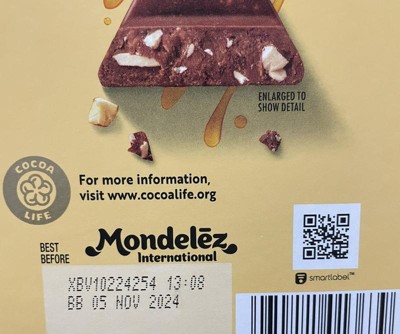 ENLARGED TO
SHOW DETAIL
COCOA
LIFE
For more information,
visit www.cocoalife.org
BEST
BEFORE
Mondelēz
International
smartlabel™
XBV10224254 13:08
BB 05 NOV 2024